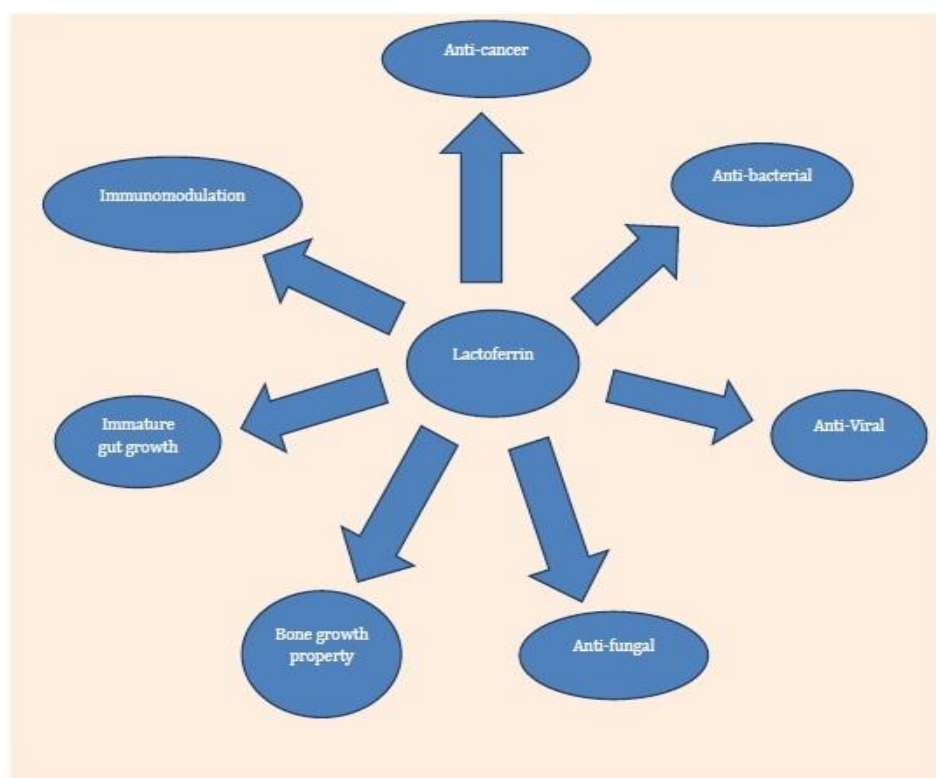 Anti-cancer
Anti-bacterial
Immunomodulation
Lactoferrin
Immature
gut growth
Anti-Viral
Bone growth
property
Anti-fungal